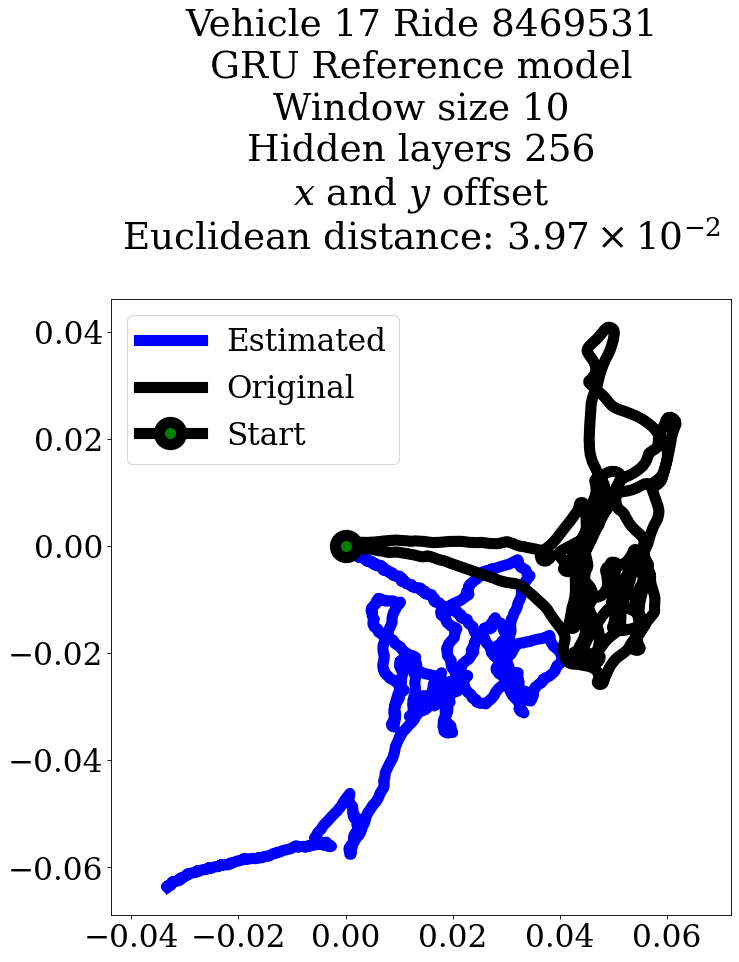 Vehicle 17 Ride 8469531
GRU Reference model
Window size 10
Hidden layers 256
x and y offset
Euclidean distance: 3.97 × 10⁻²
Estimated
Original
Start
0.04
0.02
0.00
−0.02
−0.04
−0.06
−0.04 −0.02 0.00 0.02 0.04 0.06